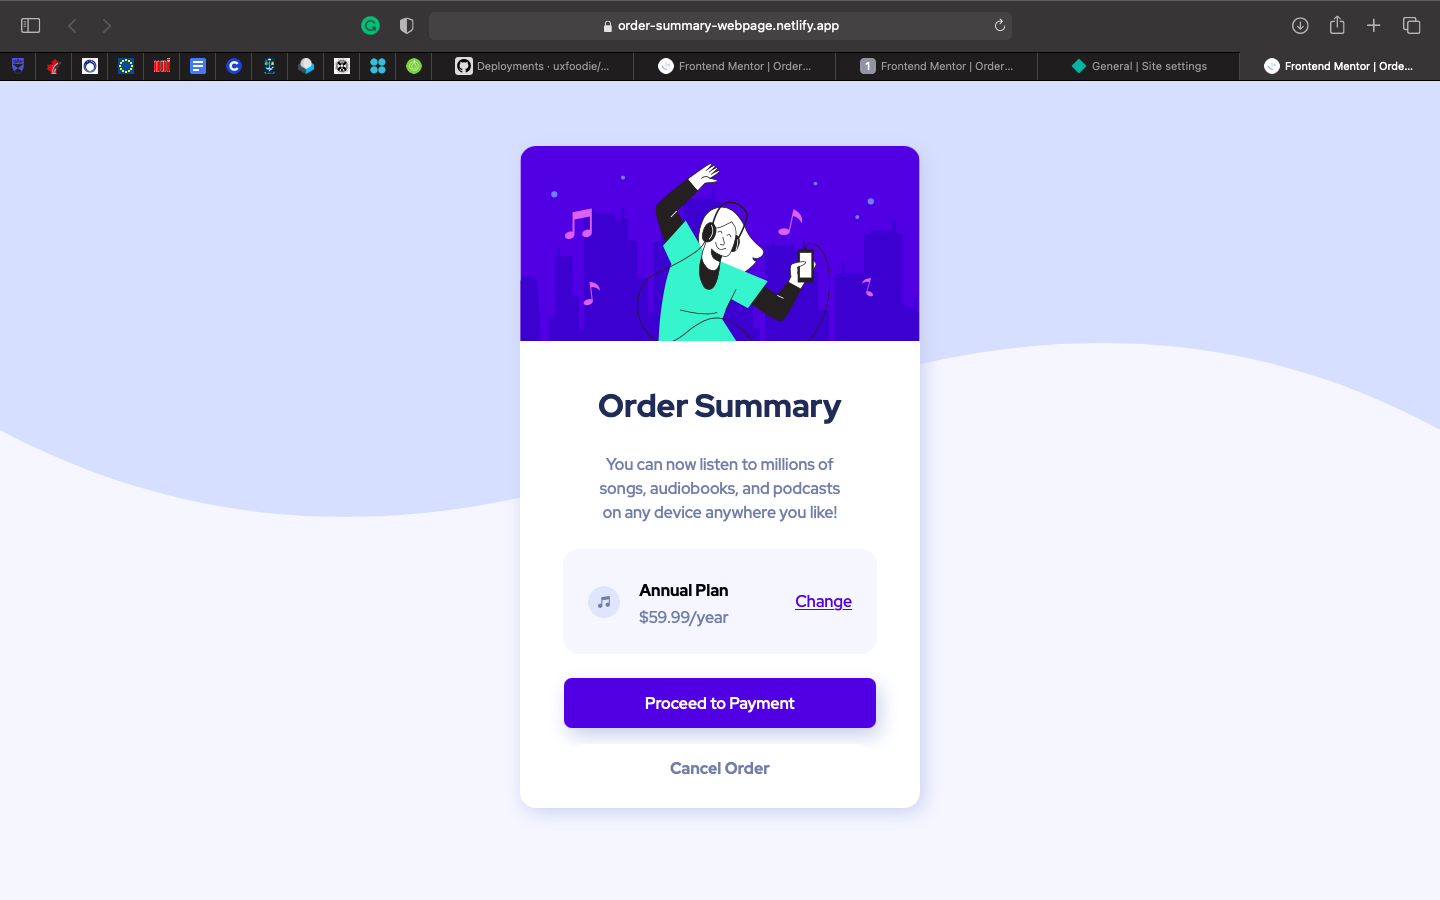 order-summary-webpage.netlify.app
Deployments · uxfoodie/...
Frontend Mentor | Order...
1
Frontend Mentor | Order...
General | Site settings
Frontend Mentor | Orde...
Order Summary
You can now listen to millions of
songs, audiobooks, and podcasts
on any device anywhere you like!
Annual Plan
$59.99/year
Change
Proceed to Payment
Cancel Order